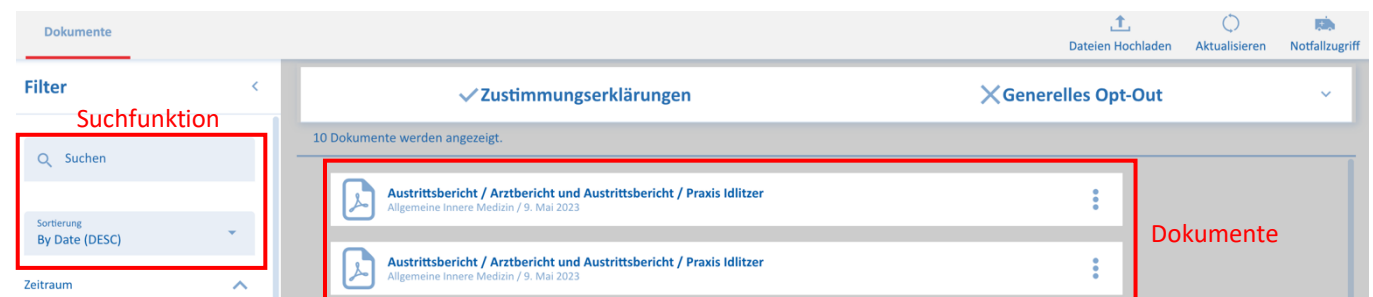 Dokumente
Dateien Hochladen Aktualisieren Notfallzugriff
Filter
Zustimmungserklärungen Generelles Opt-Out
Suchfunktion
10 Dokumente werden angezeigt.
Suchen
Austrittsbericht / Arztbericht und Austrittsbericht / Praxis Idlitzer
Allgemeine Innere Medizin / 9. Mai 2023
Sortierung
By Date (DESC)
Dokumente
Austrittsbericht / Arztbericht und Austrittsbericht / Praxis Idlitzer
Allgemeine Innere Medizin / 9. Mai 2023
Zeitraum